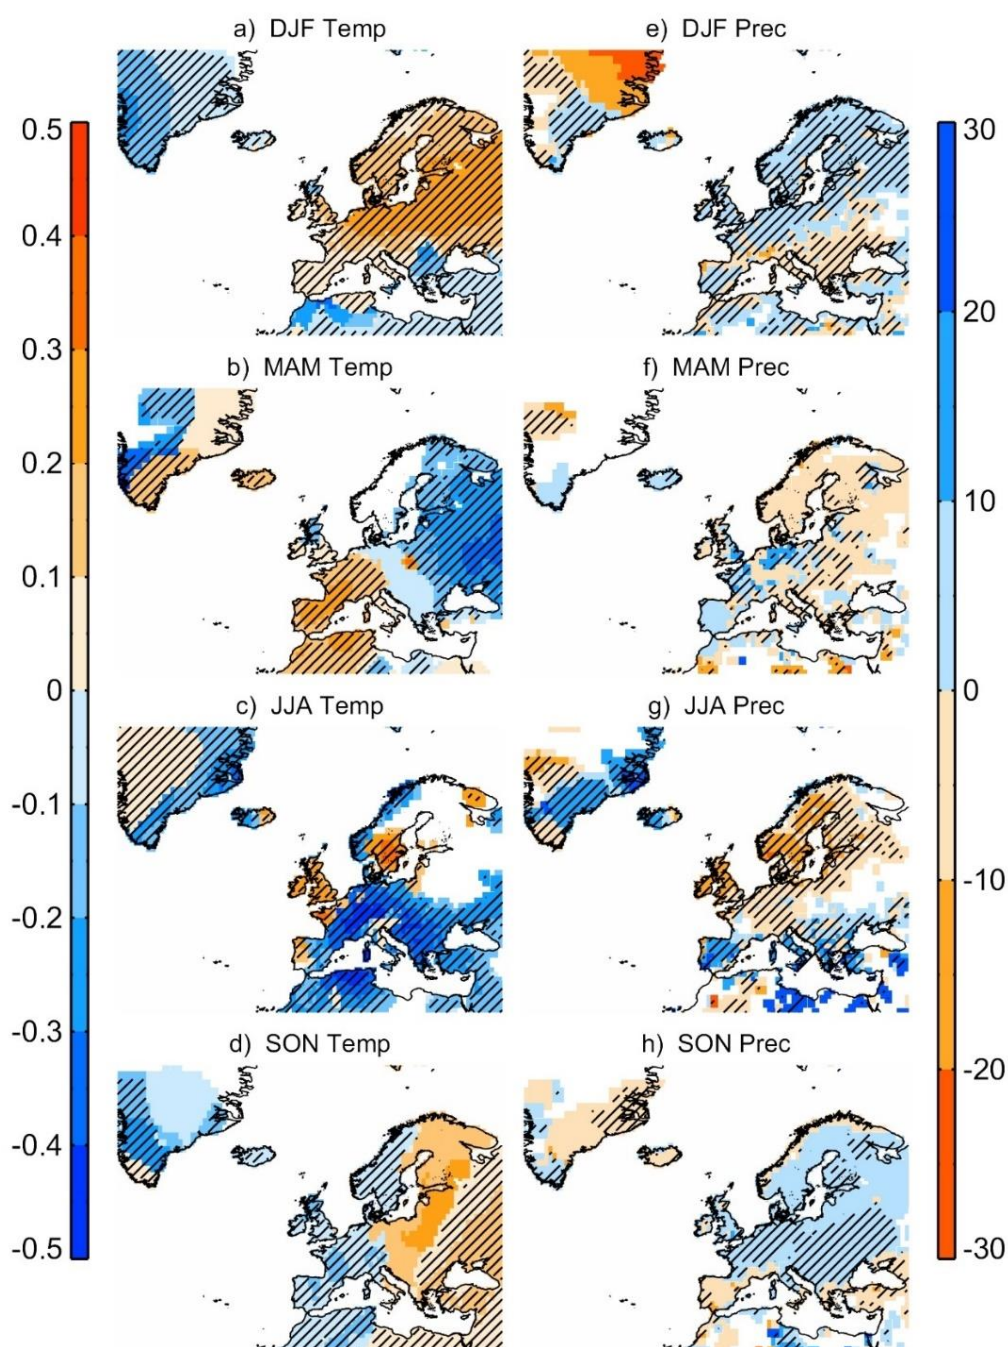 a) DJF Temp
e) DJF Prec
0.5
0.4
0.3
0.2
0.1
0
-0.1
-0.2
-0.3
-0.4
-0.5
30
20
10
0
-10
-20
-30
b) MAM Temp
f) MAM Prec
c) JJA Temp
g) JJA Prec
d) SON Temp
h) SON Prec